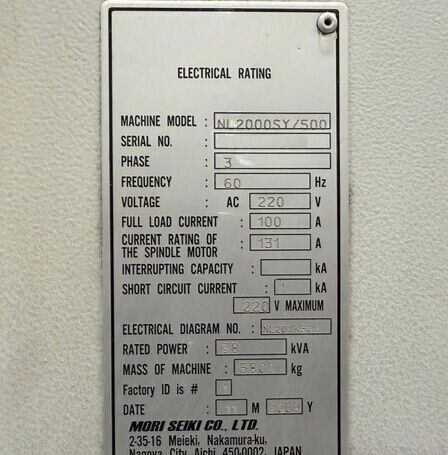 ELECTRICAL RATING
MACHINE MODEL : NL2000SY/500
SERIAL NO. :
PHASE : 3
FREQUENCY : 60 Hz
VOLTAGE : AC 220 V
FULL LOAD CURRENT : 100 A
CURRENT RATING OF
THE SPINDLE MOTOR : 131 A
INTERRUPTING CAPACITY : kA
SHORT CIRCUIT CURRENT : 1 kA
220 V MAXIMUM
ELECTRICAL DIAGRAM NO. :
RATED POWER : 38 kVA
MASS OF MACHINE : 5800 kg
Factory ID is # 1
DATE : 11 M Y
MORI SEIKI CO., LTD.
2-35-16 Meieki, Nakamura-ku,
Nagoya City, Aichi 450-0002, JAPAN